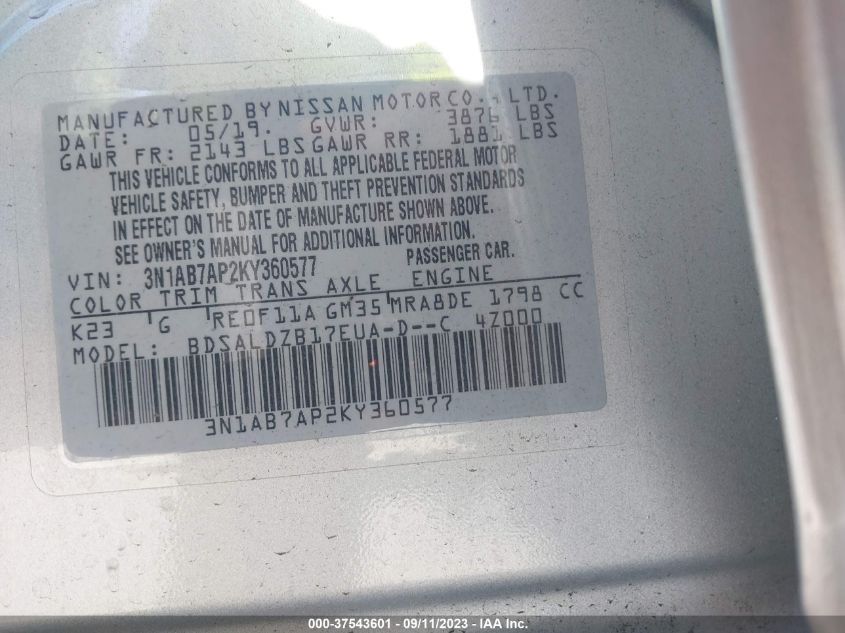 MANUFACTURED BY NISSAN MOTOR CO., LTD.
DATE: 05/19. GVWR: 3876 LBS
GAWR FR: 2143 LBS GAWR RR: 1881 LBS
THIS VEHICLE CONFORMS TO ALL APPLICABLE FEDERAL MOTOR
VEHICLE SAFETY, BUMPER AND THEFT PREVENTION STANDARDS
IN EFFECT ON THE DATE OF MANUFACTURE SHOWN ABOVE.
SEE OWNER'S MANUAL FOR ADDITIONAL INFORMATION.
VIN: 3N1AB7AP2KY360577 PASSENGER CAR.
COLOR TRIM TRANS AXLE ENGINE
K23 G RE0F11A GM35 MRA8DE 1798 CC
MODEL: BDSALDZB17EUA-D--C 4Z000
3N1AB7AP2KY360577
000-37543601 - 09/11/2023 - IAA Inc.